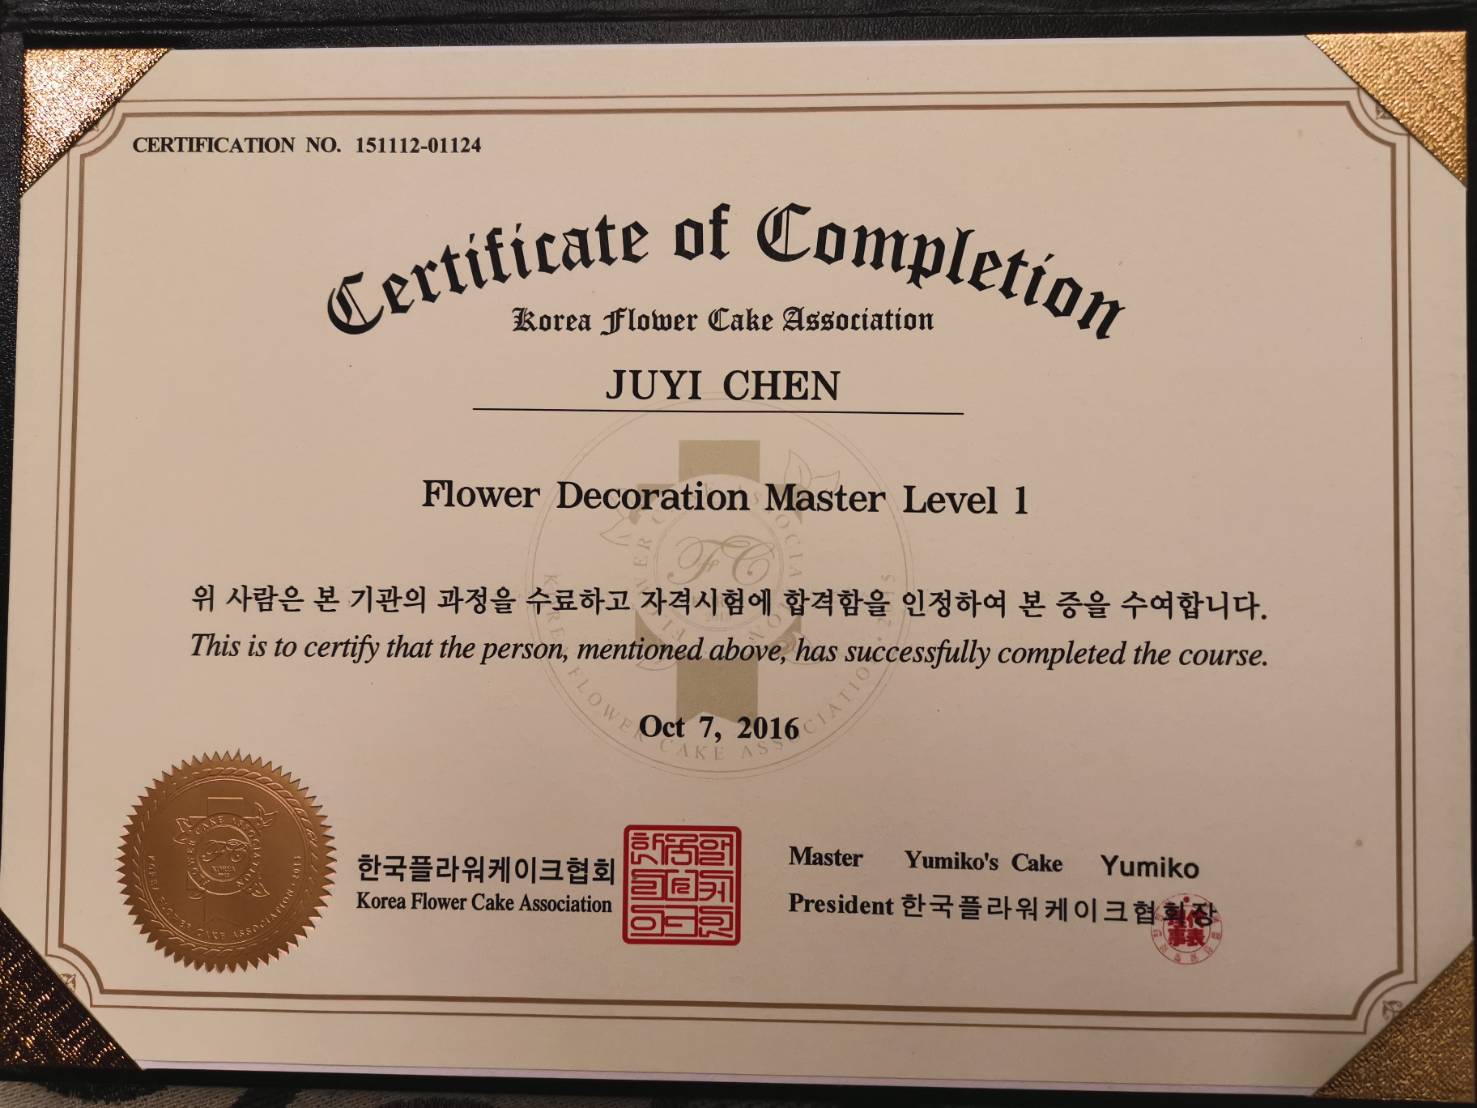 CERTIFICATION NO. 151112-01124
Certificate of Completion
Korea Flower Cake Association
JUYI CHEN
Flower Decoration Master Level 1
위 사람은 본 기관의 과정을 수료하고 자격시험에 합격함을 인정하여 본 증을 수여합니다.
This is to certify that the person, mentioned above, has successfully completed the course.
Oct 7, 2016
한국플라워케이크협회
Korea Flower Cake Association
Master Yumiko's Cake Yumiko
President 한국플라워케이크협회장
FC
KOREA FLOWER CAKE ASSOCIATION